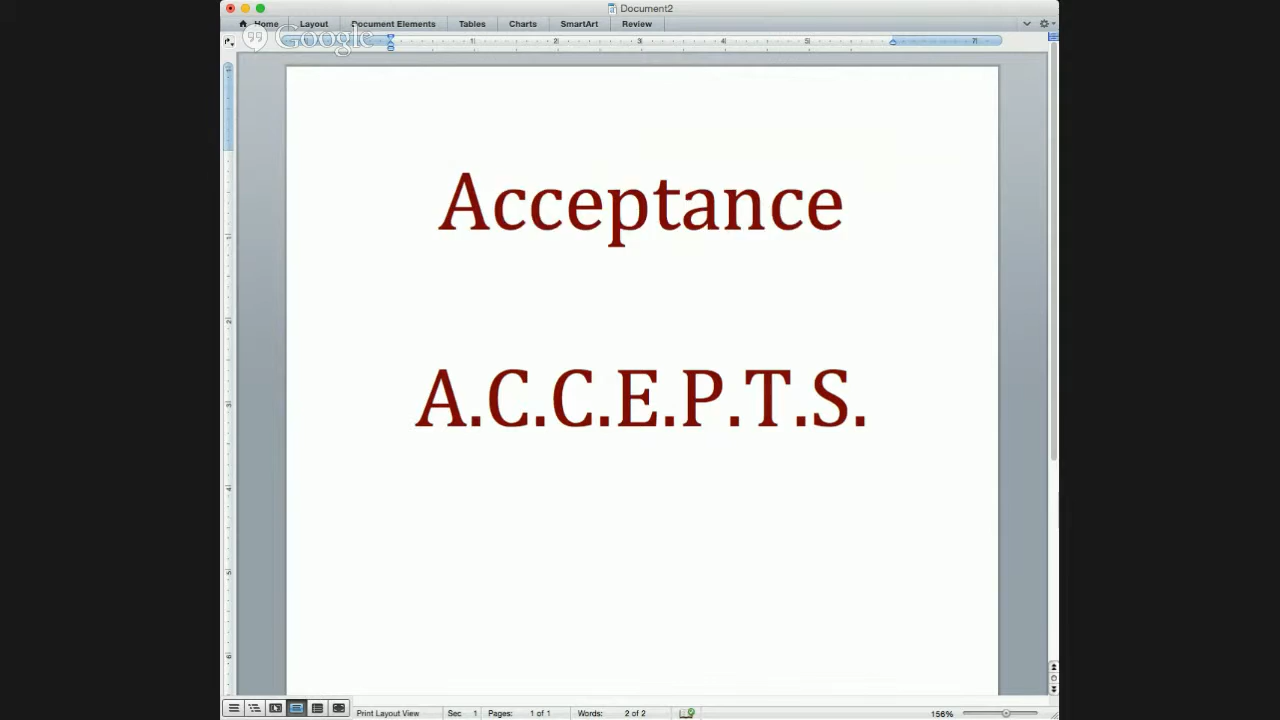 Document2
Home Layout Document Elements Tables Charts SmartArt Review
Google
Acceptance
A.C.C.E.P.T.S.
Print Layout View Sec 1 Pages: 1 of 1 Words: 2 of 2 156%